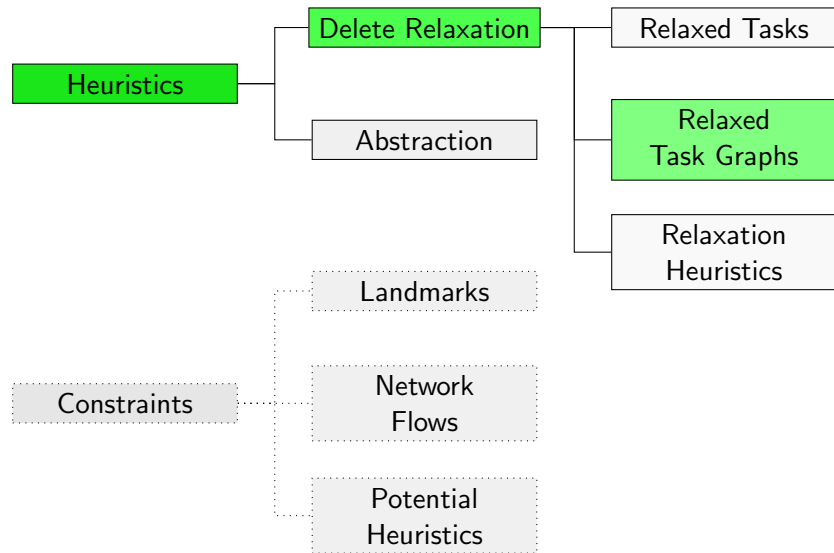 Heuristics
Delete Relaxation
Abstraction
Relaxed Tasks
Relaxed
Task Graphs
Relaxation
Heuristics
Constraints
Landmarks
Network
Flows
Potential
Heuristics